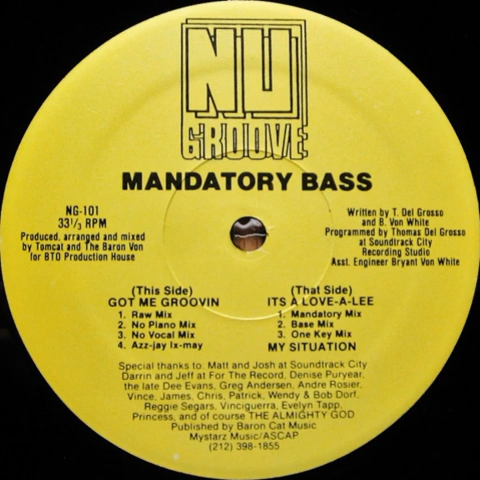 NU
GROOVE
MANDATORY BASS
NG-101
33 1/3 RPM
Produced, arranged and mixed
by Tomcat and The Baron Von
for BTO Production House
Written by T. Del Grosso
and B. Von White
Programmed by Thomas Del Grosso
at Soundtrack City
Recording Studio
Asst. Engineer Bryant Von White
(This Side)
GOT ME GROOVIN
1. Raw Mix
2. No Piano Mix
3. No Vocal Mix
4. Azz-jay Ix-may
(That Side)
ITS A LOVE-A-LEE
1. Mandatory Mix
2. Base Mix
3. One Key Mix
MY SITUATION
Special thanks to: Matt and Josh at Soundtrack City
Darrin and Jeff at For The Record, Denise Puryear,
the late Dee Evans, Greg Andersen, Andre Rosier,
Vince, James, Chris, Patrick, Wendy & Bob Dorf,
Reggie Segars, Vinciguerra, Evelyn Tapp,
Princess, and of course THE ALMIGHTY GOD
Published by Baron Cat Music
Mystarz Music/ASCAP
(212) 398-1855